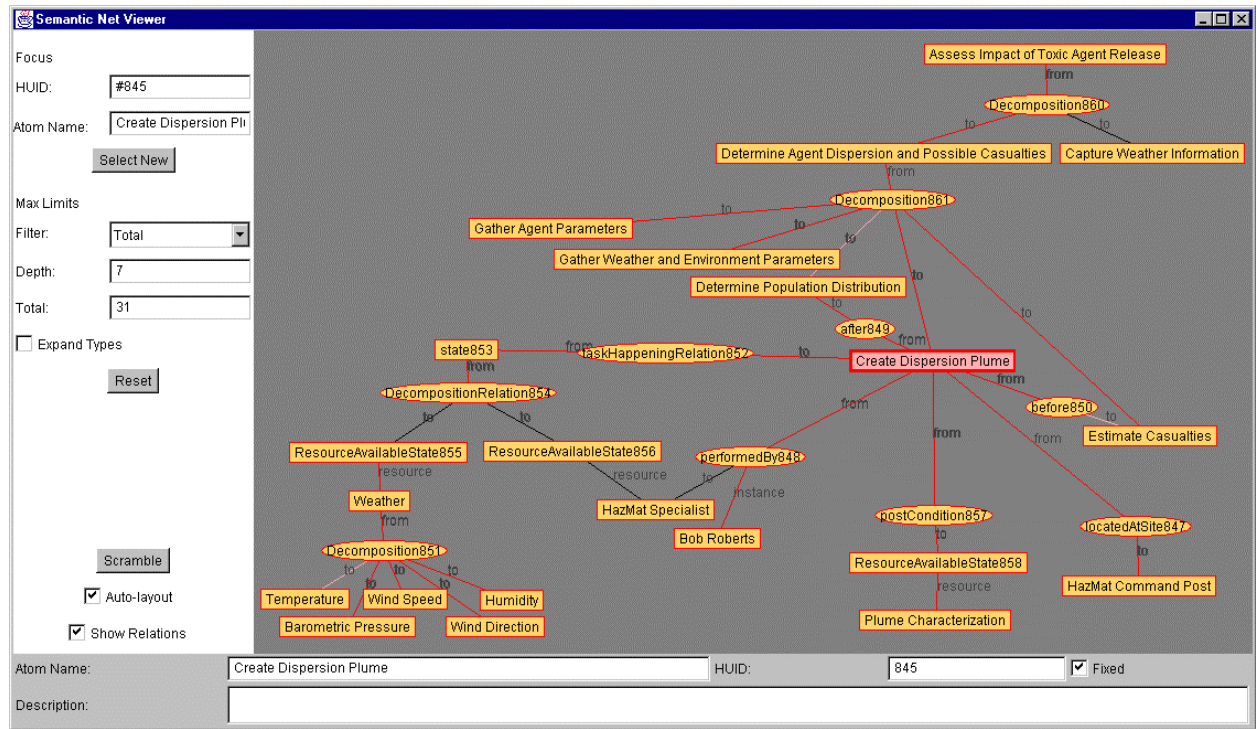 Semantic Net Viewer
Focus
HUID: #845
Atom Name: Create Dispersion Plu
Select New
Max Limits
Filter: Total
Depth: 7
Total: 31
Expand Types
Reset
Scramble
Auto-layout
Show Relations
Assess Impact of Toxic Agent Release
from
Decomposition860
to to
Determine Agent Dispersion and Possible Casualties Capture Weather Information
from
Decomposition861
to
Gather Agent Parameters
to
to
Gather Weather and Environment Parameters
to
Determine Population Distribution
to
to
after849
from
state853 from taskHappeningRelation852 to Create Dispersion Plume
from
from
DecompositionRelation854
from
before850
to
to to
from
from
Estimate Casualties
ResourceAvailableState855 ResourceAvailableState856 performedBy848
resource resource to
instance
Weather
HazMat Specialist
from
Bob Roberts
postCondition857
to
locatedAtSite847
to
Decomposition851
to to to
to to
ResourceAvailableState858
resource
HazMat Command Post
Temperature Wind Speed Humidity
Barometric Pressure Wind Direction
Plume Characterization
Atom Name: Create Dispersion Plume HUID: 845 Fixed
Description: